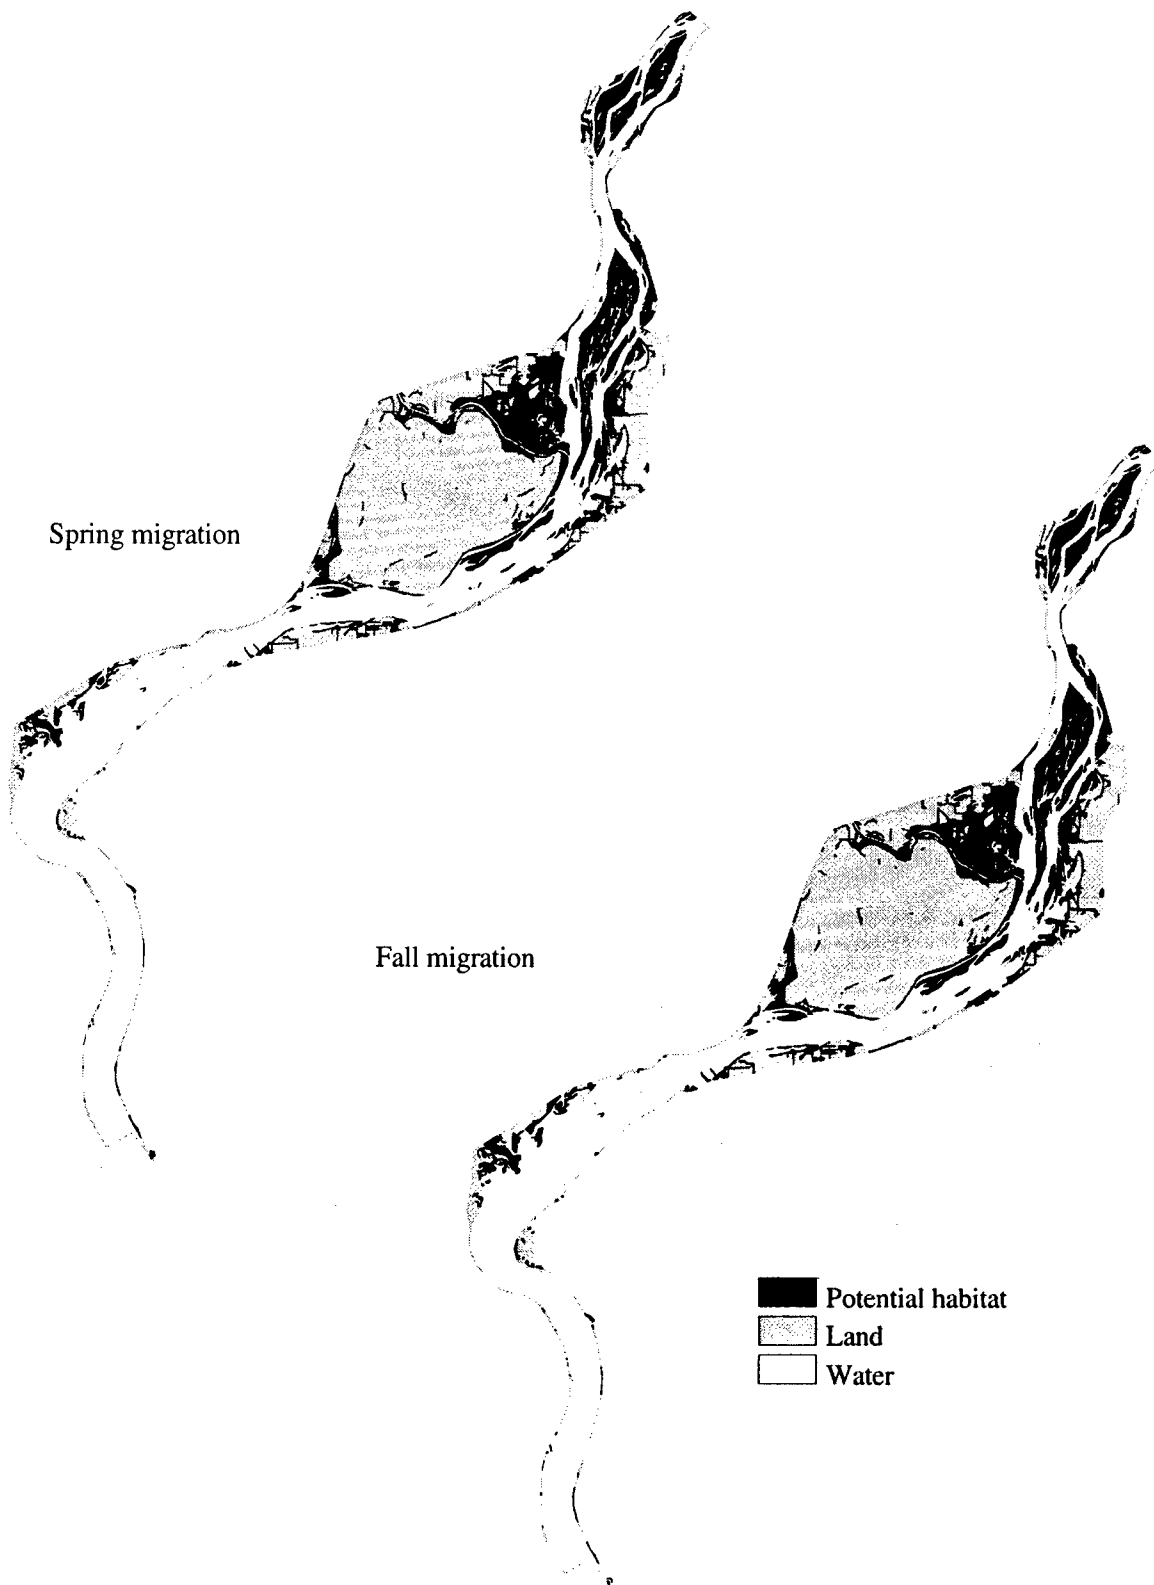 Spring migration
Fall migration
Potential habitat
Land
Water